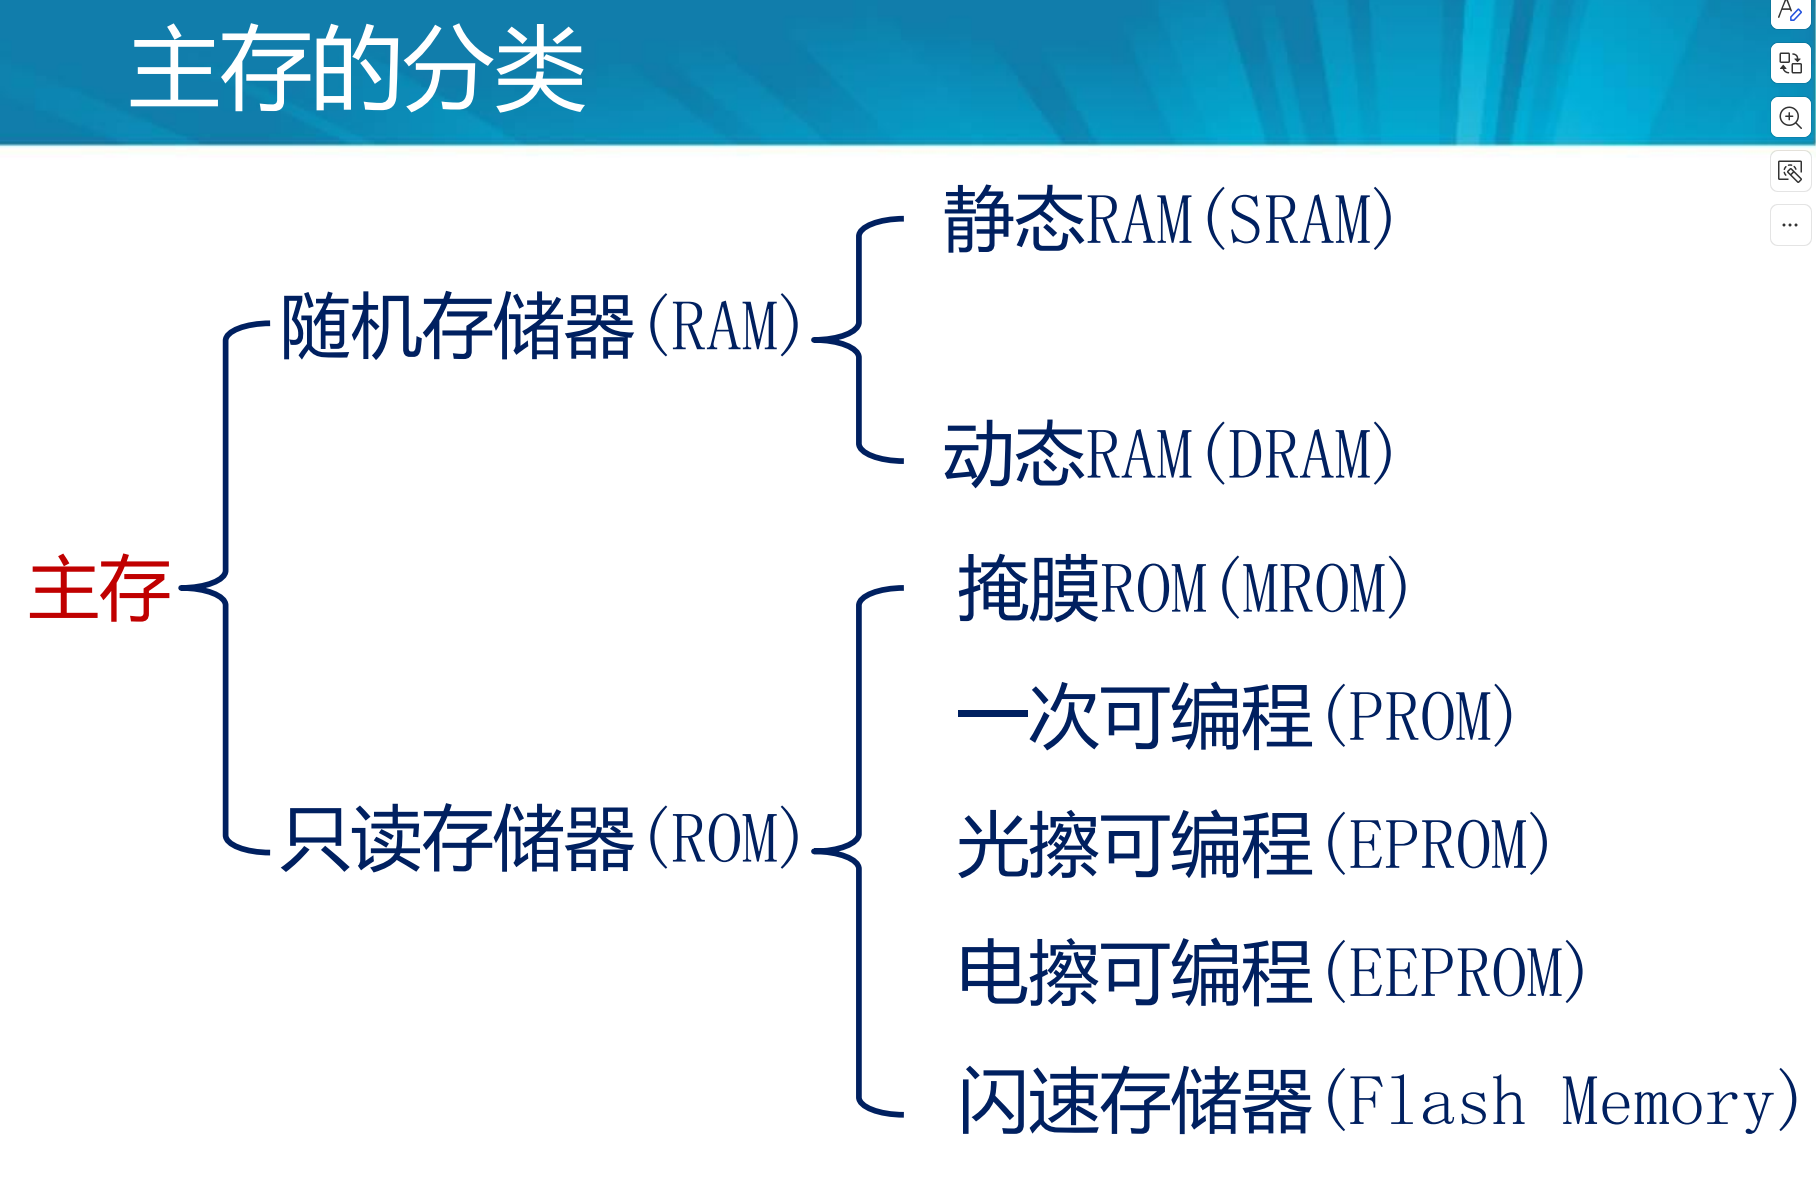 主存的分类
静态RAM(SRAM)
随机存储器(RAM)
动态RAM(DRAM)
主存
掩膜ROM(MROM)
一次可编程(PROM)
只读存储器(ROM)
光擦可编程(EPROM)
电擦可编程(EEPROM)
闪速存储器(Flash Memory)